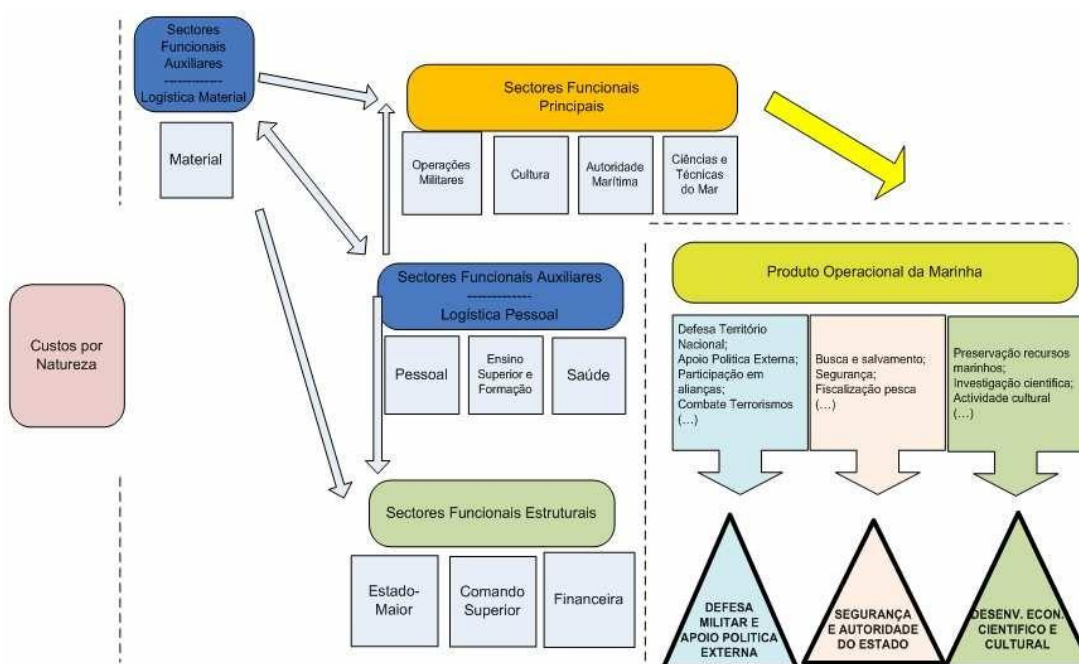 Sectores
Funcionais
Auxiliares
-------------
Logística Material
Material
Sectores Funcionais
Principais
Operações
Militares
Cultura
Autoridade
Marítima
Ciências e
Técnicas
do Mar
Sectores Funcionais Auxiliares
-------------
Logística Pessoal
Pessoal
Ensino
Superior e
Formação
Saúde
Custos por
Natureza
Sectores Funcionais Estruturais
Estado-
Maior
Comando
Superior
Financeira
Produto Operacional da Marinha
Defesa Território
Nacional;
Apoio Politica Externa;
Participação em
alianças;
Combate Terrorismos
(…)
Busca e salvamento;
Segurança;
Fiscalização pesca
(…)
Preservação recursos
marinhos;
Investigação cientifica;
Actividade cultural
(…)
DEFESA
MILITAR E
APOIO POLITICA
EXTERNA
SEGURANÇA
E AUTORIDADE
DO ESTADO
DESENV. ECON.
CIENTIFICO E
CULTURAL